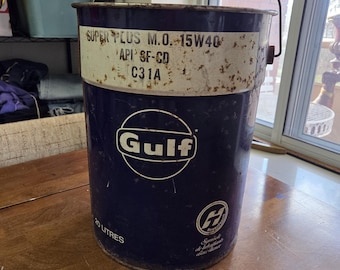 SUPER PLUS M.O. 15W40
API SF-CD
C31A
Gulf
20 LITRES